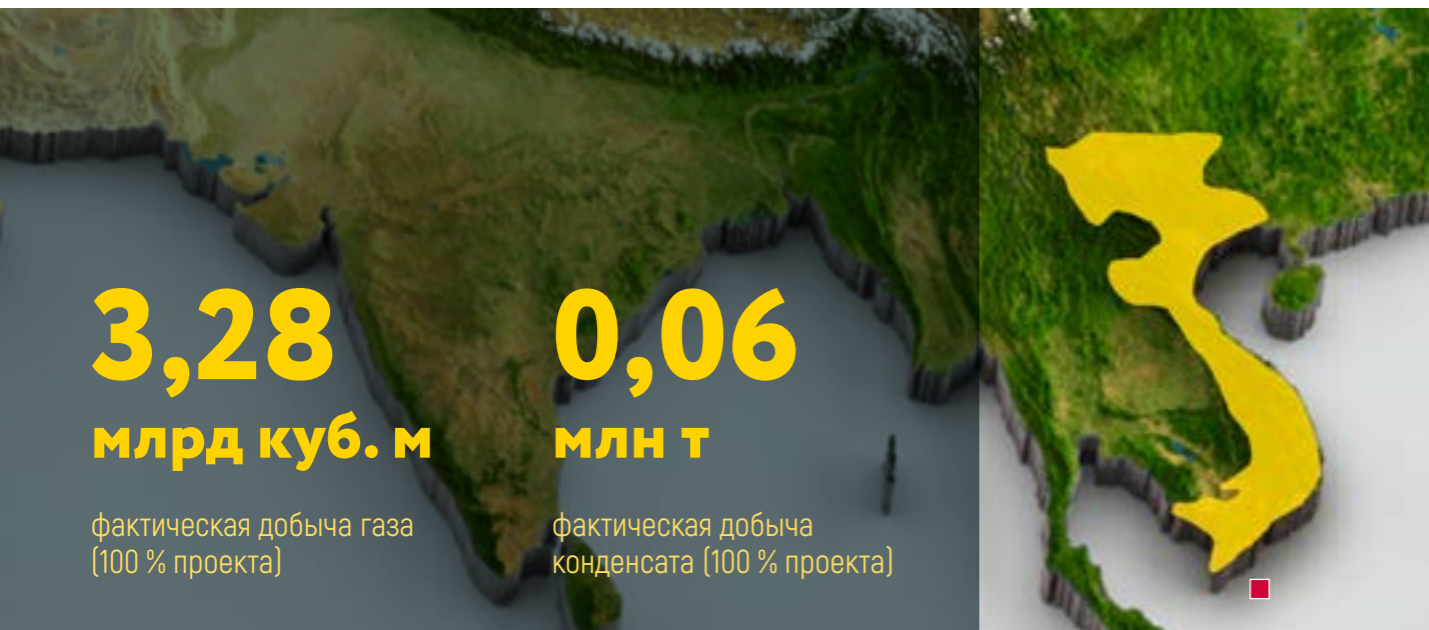 3,28
млрд куб. м
фактическая добыча газа
(100 % проекта)
0,06
млн т
фактическая добыча
конденсата (100 % проекта)